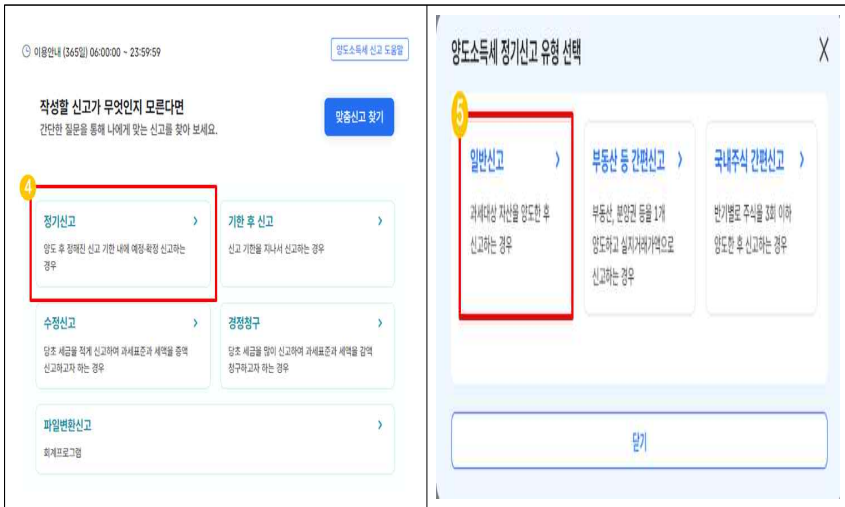 이용안내 (365일) 06:00:00 ~ 23:59:59
양도소득세 신고 도움말
작성할 신고가 무엇인지 모른다면
간단한 질문을 통해 나에게 맞는 신고를 찾아 보세요.
맞춤신고 찾기
4
정기신고 >
양도 후 정해진 신고 기한 내에 예정·확정 신고하는
경우
기한 후 신고 >
신고 기한을 지나서 신고하는 경우
수정신고 >
당초 세금을 적게 신고하여 과세표준과 세액을 증액
신고하고자 하는 경우
경정청구 >
당초 세금을 많이 신고하여 과세표준과 세액을 감액
청구하고자 하는 경우
파일변환신고 >
회계프로그램
양도소득세 정기신고 유형 선택 X
5
일반신고 >
과세대상 자산을 양도한 후
신고하는 경우
부동산 등 간편신고 >
부동산, 분양권 등을 1개
양도하고 실지거래가액으로
신고하는 경우
국내주식 간편신고 >
반기별로 주식을 3회 이하
양도한 후 신고하는 경우
닫기